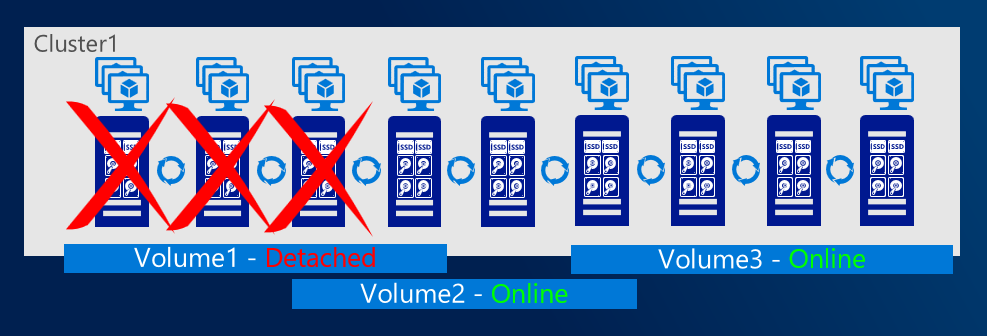 Cluster1
SSD SSD SSD SSD SSD SSD SSD SSD SSD SSD SSD SSD SSD SSD SSD SSD SSD SSD
Volume1 - Detached
Volume3 - Online
Volume2 - Online